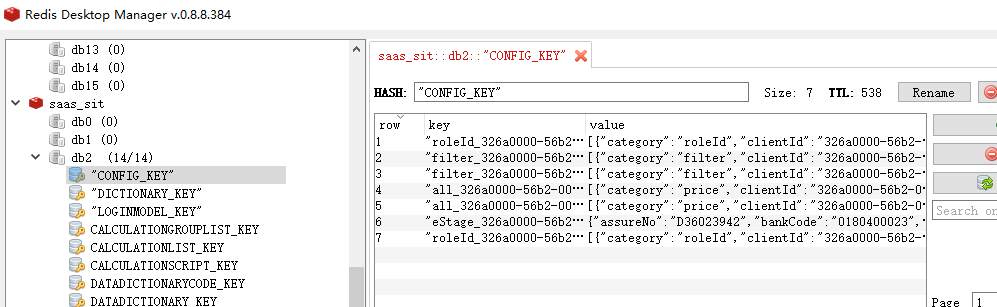 Redis Desktop Manager v.0.8.8.384
db13 (0)
db14 (0)
db15 (0)
saas_sit
db0 (0)
db1 (0)
db2 (14/14)
"CONFIG_KEY"
"DICTIONARY_KEY"
"LOGINMODEL_KEY"
CALCULATIONGROUPLIST_KEY
CALCULATIONLIST_KEY
CALCULATIONSCRIPT_KEY
DATADICTIONARYCODE_KEY
DATADICTIONARY KEY
saas_sit::db2::"CONFIG_KEY"
HASH: "CONFIG_KEY" Size: 7 TTL: 538 Rename
row key value
1 "roleId_326a0000-56b2··· [{"category":"roleId","clientId":"326a0000-56b2-···
2 "filter_326a0000-56b2··· [{"category":"filter","clientId":"326a0000-56b2-···
3 "filter_326a0000-56b2··· [{"category":"filter","clientId":"326a0000-56b2-···
4 "all_326a0000-56b2-00··· [{"category":"price","clientId":"326a0000-56b2-0···
5 "all_326a0000-56b2-00··· [{"category":"price","clientId":"326a0000-56b2-0···
6 "eStage_326a0000-56b2··· {"assureNo":"D36023942","bankCode":"0180400023",···
7 "roleId_326a0000-56b2··· [{"category":"roleId","clientId":"326a0000-56b2-···
Search on
Page 1